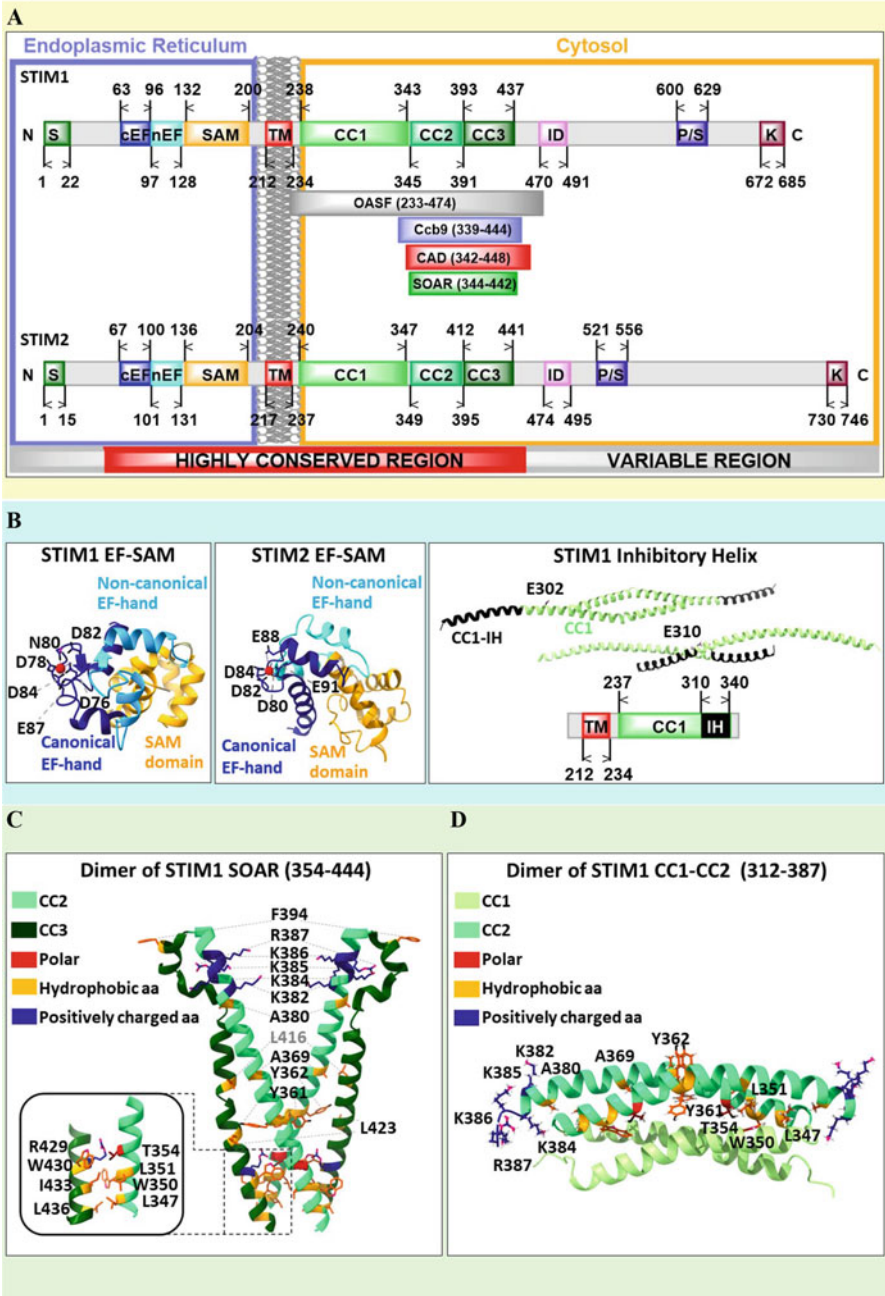 A
Endoplasmic Reticulum Cytosol
STIM1
63 96 132 200 238 343 393 437 600 629
N S cEF nEF SAM TM CC1 CC2 CC3 ID P/S K C
1 22 97 128 212 234 345 391 470 491 672 685
OASF (233-474)
Ccb9 (339-444)
CAD (342-448)
SOAR (344-442)
67 100 136 204 240 347 412 441 521 556
STIM2
N S cEF nEF SAM TM CC1 CC2 CC3 ID P/S K C
1 15 101 131 217 237 349 395 474 495 730 746
HIGHLY CONSERVED REGION VARIABLE REGION
B
STIM1 EF-SAM
Non-canonical
EF-hand
D82
N80
D78
D84
D76
E87
Canonical
EF-hand
SAM
domain
STIM2 EF-SAM
Non-canonical
EF-hand
E88
D84
D82
E91
D80
Canonical
EF-hand
SAM
domain
STIM1 Inhibitory Helix
E302
CC1-IH
CC1
E310
237 310 340
TM CC1 IH
212 234
C
Dimer of STIM1 SOAR (354-444)
CC2
CC3
Polar
Hydrophobic aa
Positively charged aa
F394
R387
K386
K385
K384
K382
A380
L416
A369
Y362
Y361
L423
R429
W430
I433
L436
T354
L351
W350
L347
D
Dimer of STIM1 CC1-CC2 (312-387)
CC1
CC2
Polar
Hydrophobic aa
Positively charged aa
Y362
K382
K385
A380
A369
L351
K386
Y361
T354
L347
K384
W350
R387